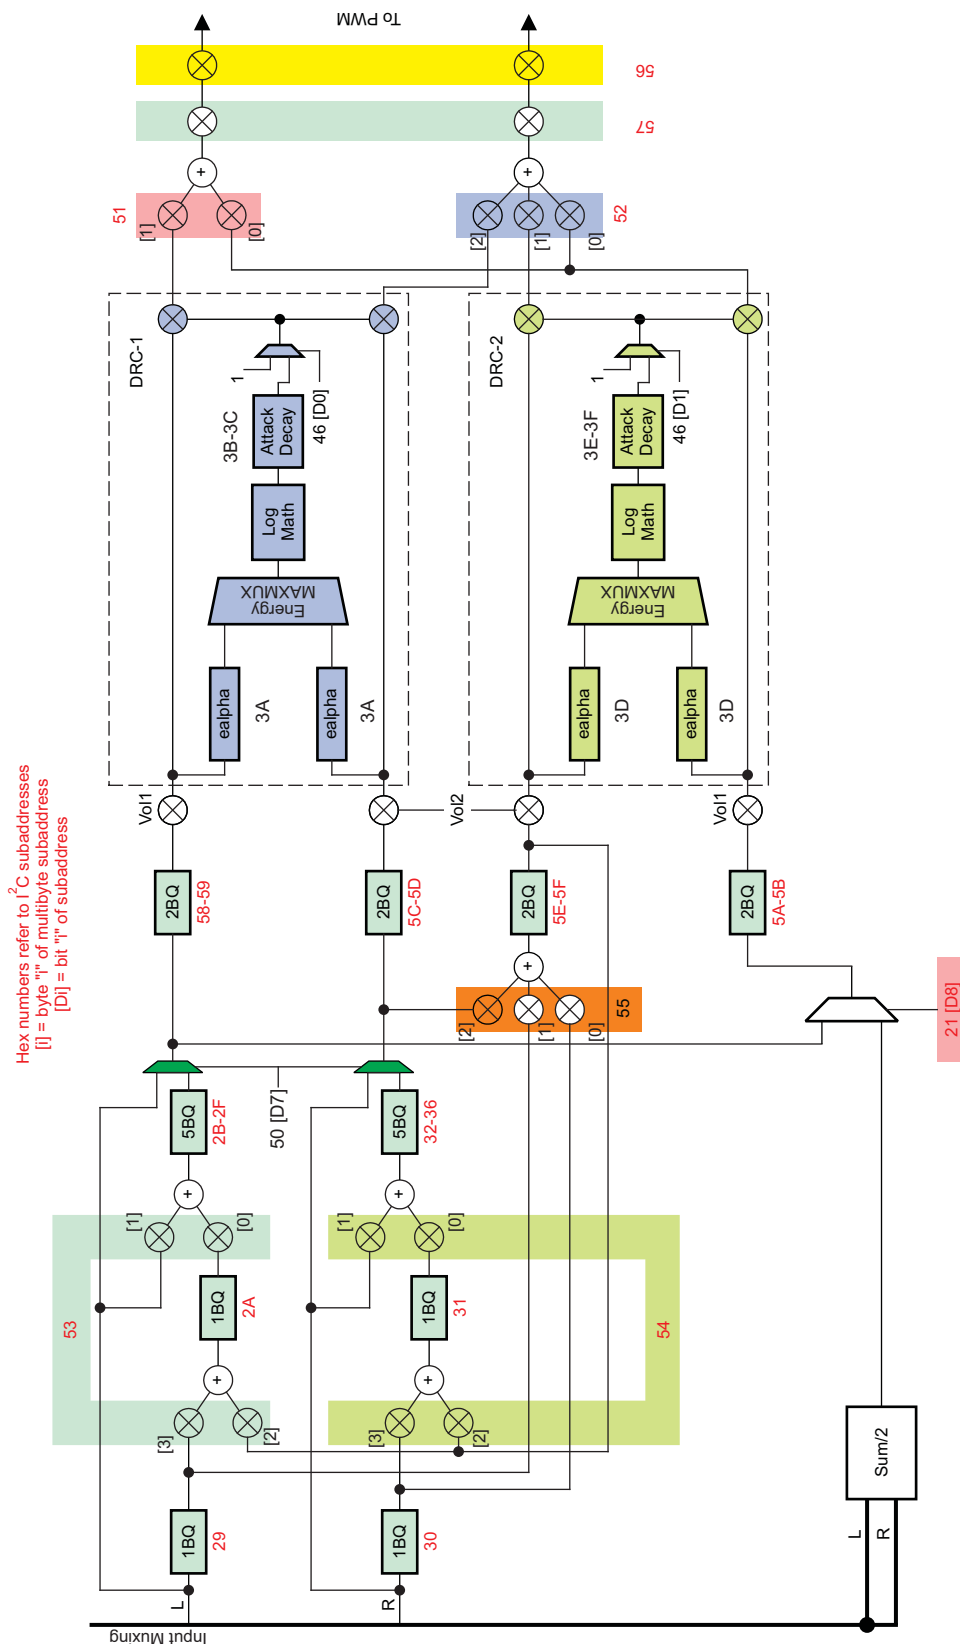 Hex numbers refer to I2C subaddresses
[i] = byte "i" of multibyte subaddress
[Di] = bit "i" of subaddress
Input Muxing
L
1BQ
29
[3]
[2]
53
1BQ
2A
[1]
[0]
5BQ
2B-2F
50 [D7]
2BQ
58-59
Vol1
DRC-1
ealpha
3A
ealpha
3A
Energy
MAXMUX
Log
Math
Attack
Decay
3B-3C
1
46 [D0]
[1]
[0]
51
R
1BQ
30
[3]
[2]
54
1BQ
31
[1]
[0]
5BQ
32-36
2BQ
5C-5D
Vol2
[2]
[1]
[0]
55
2BQ
5E-5F
DRC-2
ealpha
3D
ealpha
3D
Energy
MAXMUX
Log
Math
Attack
Decay
3E-3F
1
46 [D1]
[2]
[1]
[0]
52
57
56
To PWM
L
R
Sum/2
21 [D8]
2BQ
5A-5B
Vol1